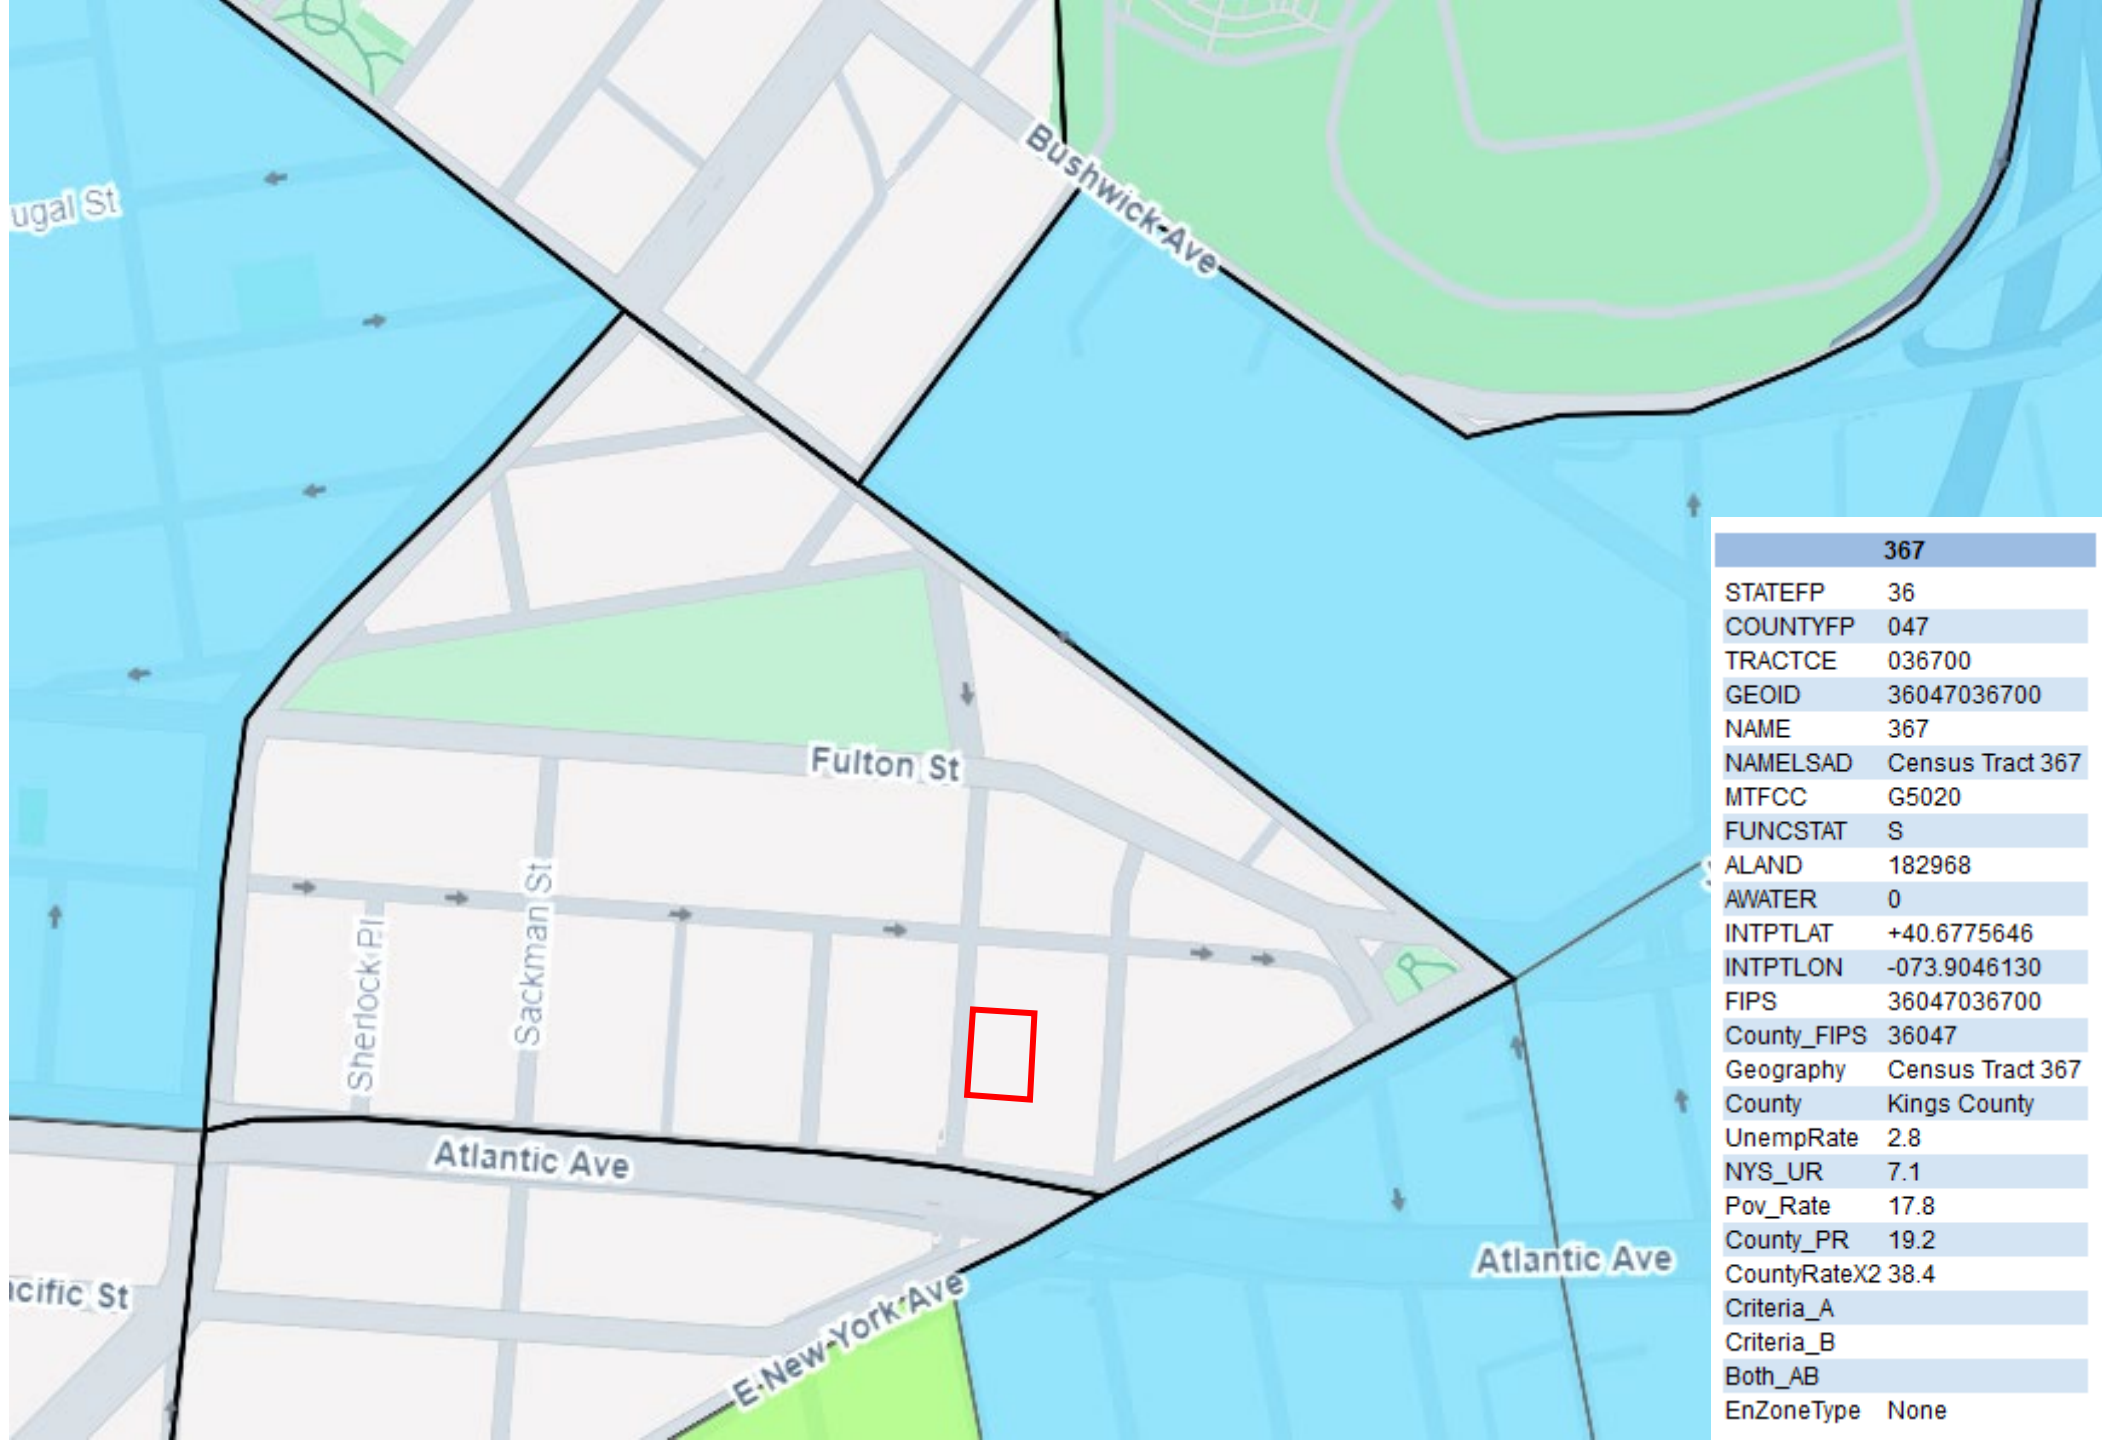 Bushwick Ave
ugal St
Fulton St
Sackman St
Sherlock Pl
Atlantic Ave
Atlantic Ave
acific St
E New York Ave
367
STATEFP 36
COUNTYFP 047
TRACTCE 036700
GEOID 36047036700
NAME 367
NAMELSAD Census Tract 367
MTFCC G5020
FUNCSTAT S
ALAND 182968
AWATER 0
INTPTLAT +40.6775646
INTPTLON -073.9046130
FIPS 36047036700
County_FIPS 36047
Geography Census Tract 367
County Kings County
UnempRate 2.8
NYS_UR 7.1
Pov_Rate 17.8
County_PR 19.2
CountyRateX2 38.4
Criteria_A
Criteria_B
Both_AB
EnZoneType None